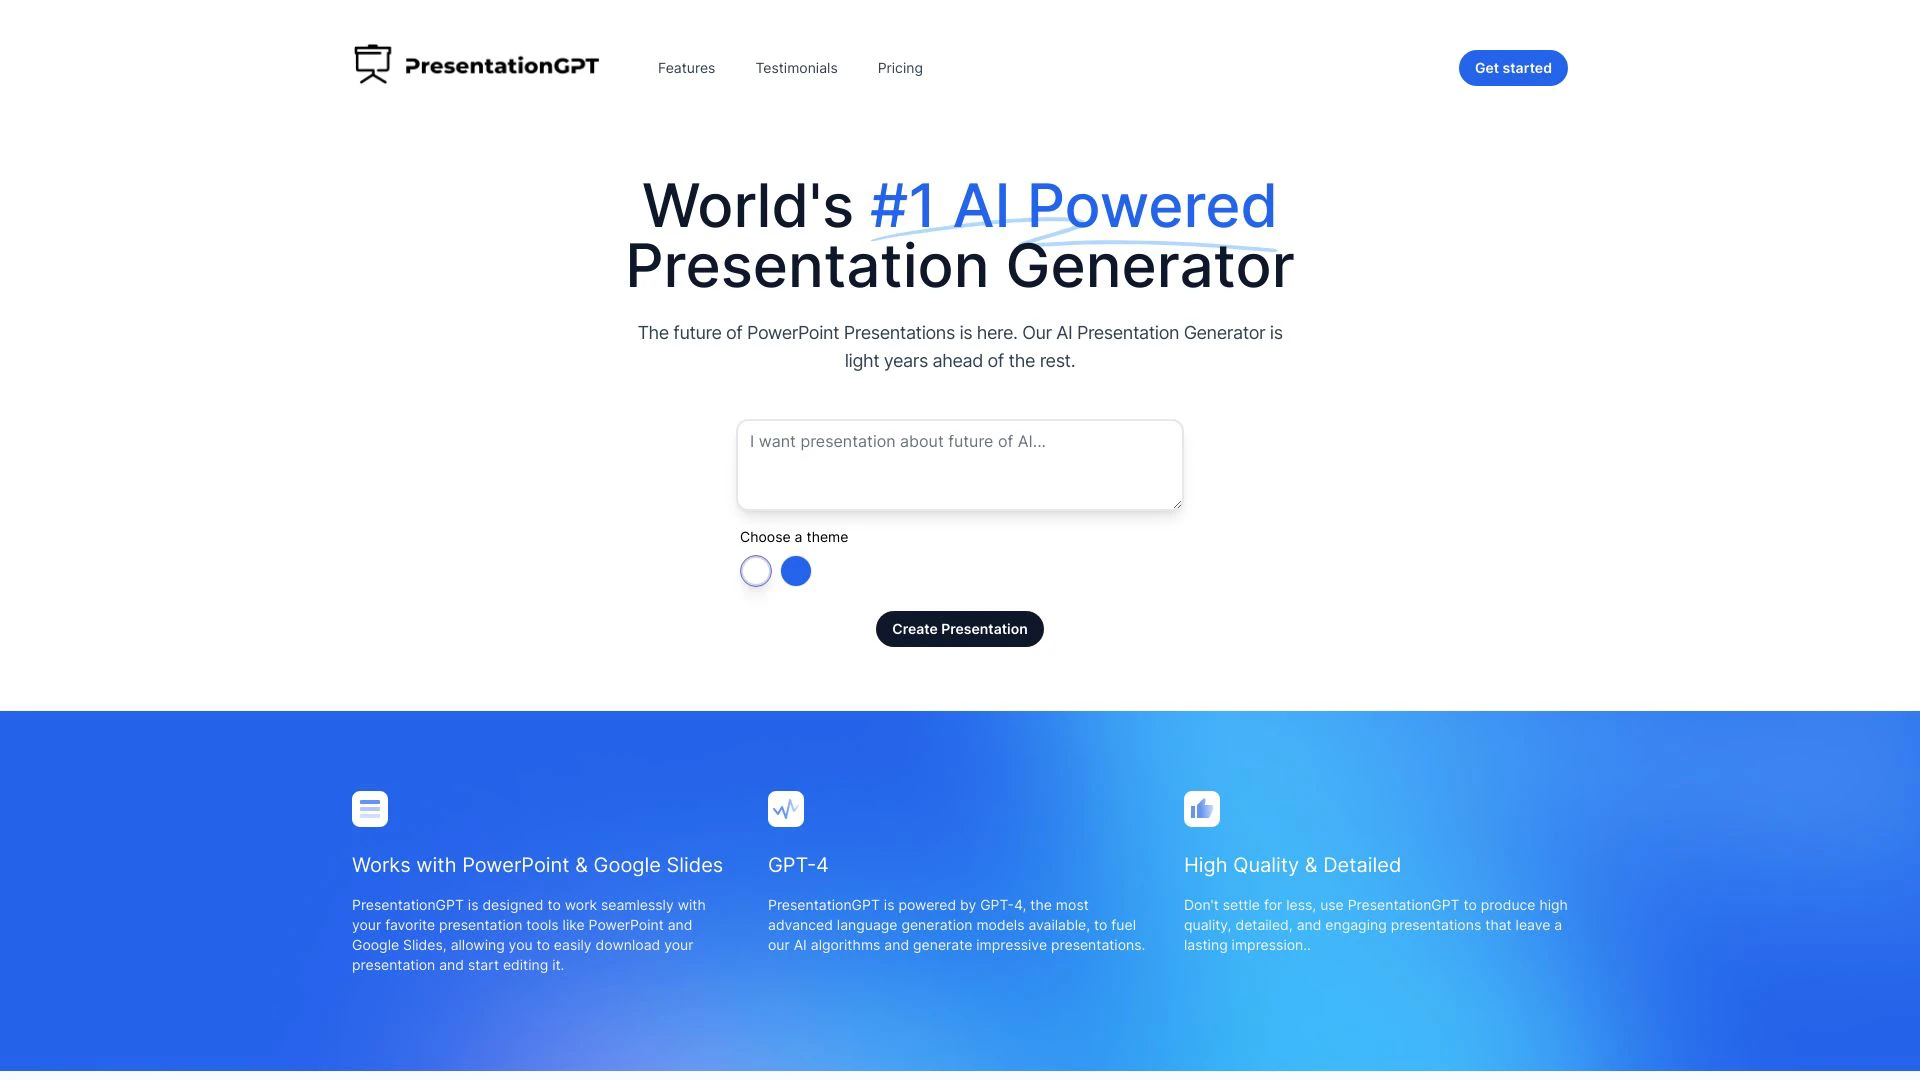 PresentationGPT
Features
Testimonials
Pricing
Get started
World's #1 AI Powered
Presentation Generator
The future of PowerPoint Presentations is here. Our AI Presentation Generator is
light years ahead of the rest.
I want presentation about future of AI...
Choose a theme
Create Presentation
Works with PowerPoint & Google Slides
PresentationGPT is designed to work seamlessly with
your favorite presentation tools like PowerPoint and
Google Slides, allowing you to easily download your
presentation and start editing it.
GPT-4
PresentationGPT is powered by GPT-4, the most
advanced language generation models available, to fuel
our AI algorithms and generate impressive presentations.
High Quality & Detailed
Don't settle for less, use PresentationGPT to produce high
quality, detailed, and engaging presentations that leave a
lasting impression..